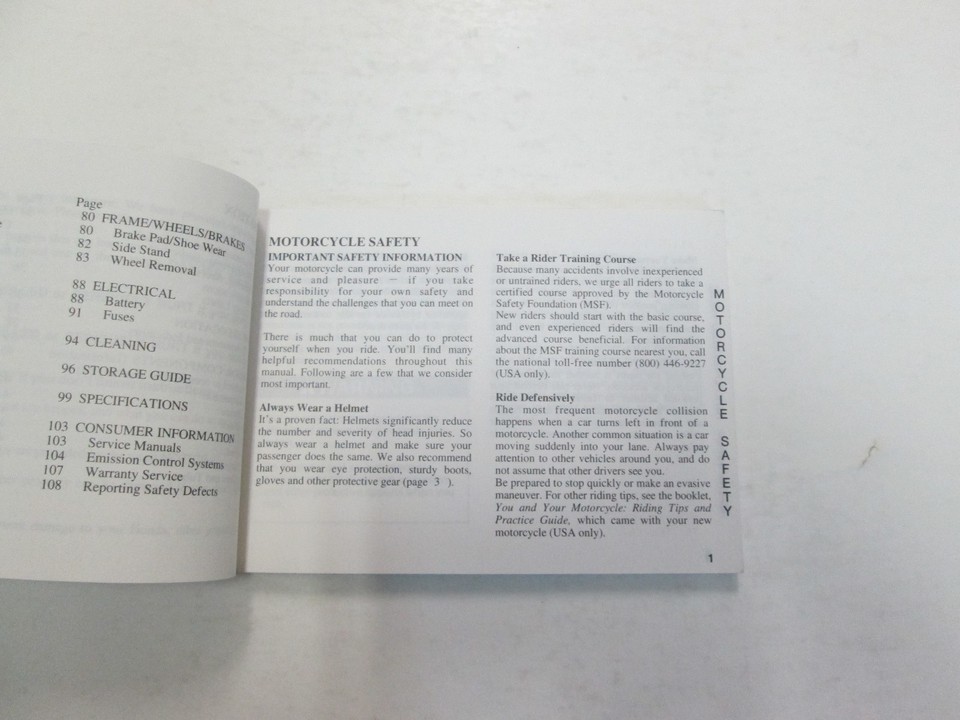 Page
80 FRAME/WHEELS/BRAKES
80 Brake Pad/Shoe Wear
82 Side Stand
83 Wheel Removal
88 ELECTRICAL
88 Battery
91 Fuses
94 CLEANING
96 STORAGE GUIDE
99 SPECIFICATIONS
103 CONSUMER INFORMATION
103 Service Manuals
104 Emission Control Systems
107 Warranty Service
108 Reporting Safety Defects
MOTORCYCLE SAFETY
IMPORTANT SAFETY INFORMATION
Your motorcycle can provide many years of
service and pleasure — if you take
responsibility for your own safety and
understand the challenges that you can meet on
the road.
There is much that you can do to protect
yourself when you ride. You'll find many
helpful recommendations throughout this
manual. Following are a few that we consider
most important.
Always Wear a Helmet
It's a proven fact: Helmets significantly reduce
the number and severity of head injuries. So
always wear a helmet and make sure your
passenger does the same. We also recommend
that you wear eye protection, sturdy boots,
gloves and other protective gear (page 3 ).
Take a Rider Training Course
Because many accidents involve inexperienced
or untrained riders, we urge all riders to take a
certified course approved by the Motorcycle
Safety Foundation (MSF).
New riders should start with the basic course,
and even experienced riders will find the
advanced course beneficial. For information
about the MSF training course nearest you, call
the national toll-free number (800) 446-9227
(USA only).
Ride Defensively
The most frequent motorcycle collision
happens when a car turns left in front of a
motorcycle. Another common situation is a car
moving suddenly into your lane. Always pay
attention to other vehicles around you, and do
not assume that other drivers see you.
Be prepared to stop quickly or make an evasive
maneuver. For other riding tips, see the booklet,
You and Your Motorcycle: Riding Tips and
Practice Guide, which came with your new
motorcycle (USA only).
MOTORCYCLE SAFETY
1